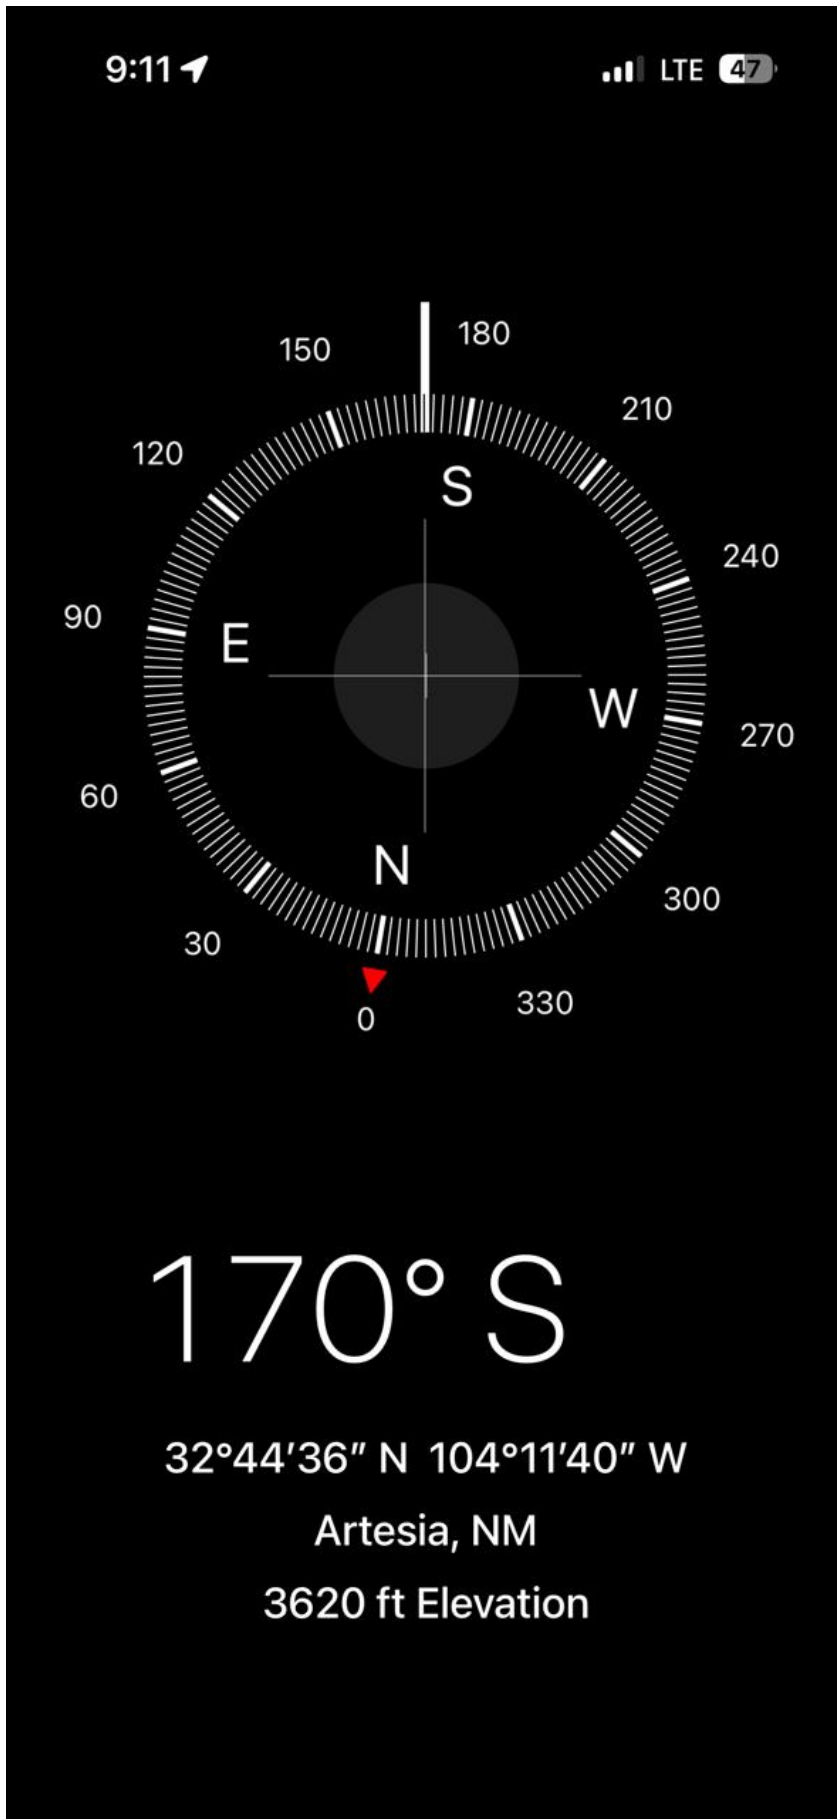 9:11 LTE 47
150 180
120 210
S
240
90 E
W 270
60
N
300
30
330
0
170° S
32°44′36″ N 104°11′40″ W
Artesia, NM
3620 ft Elevation